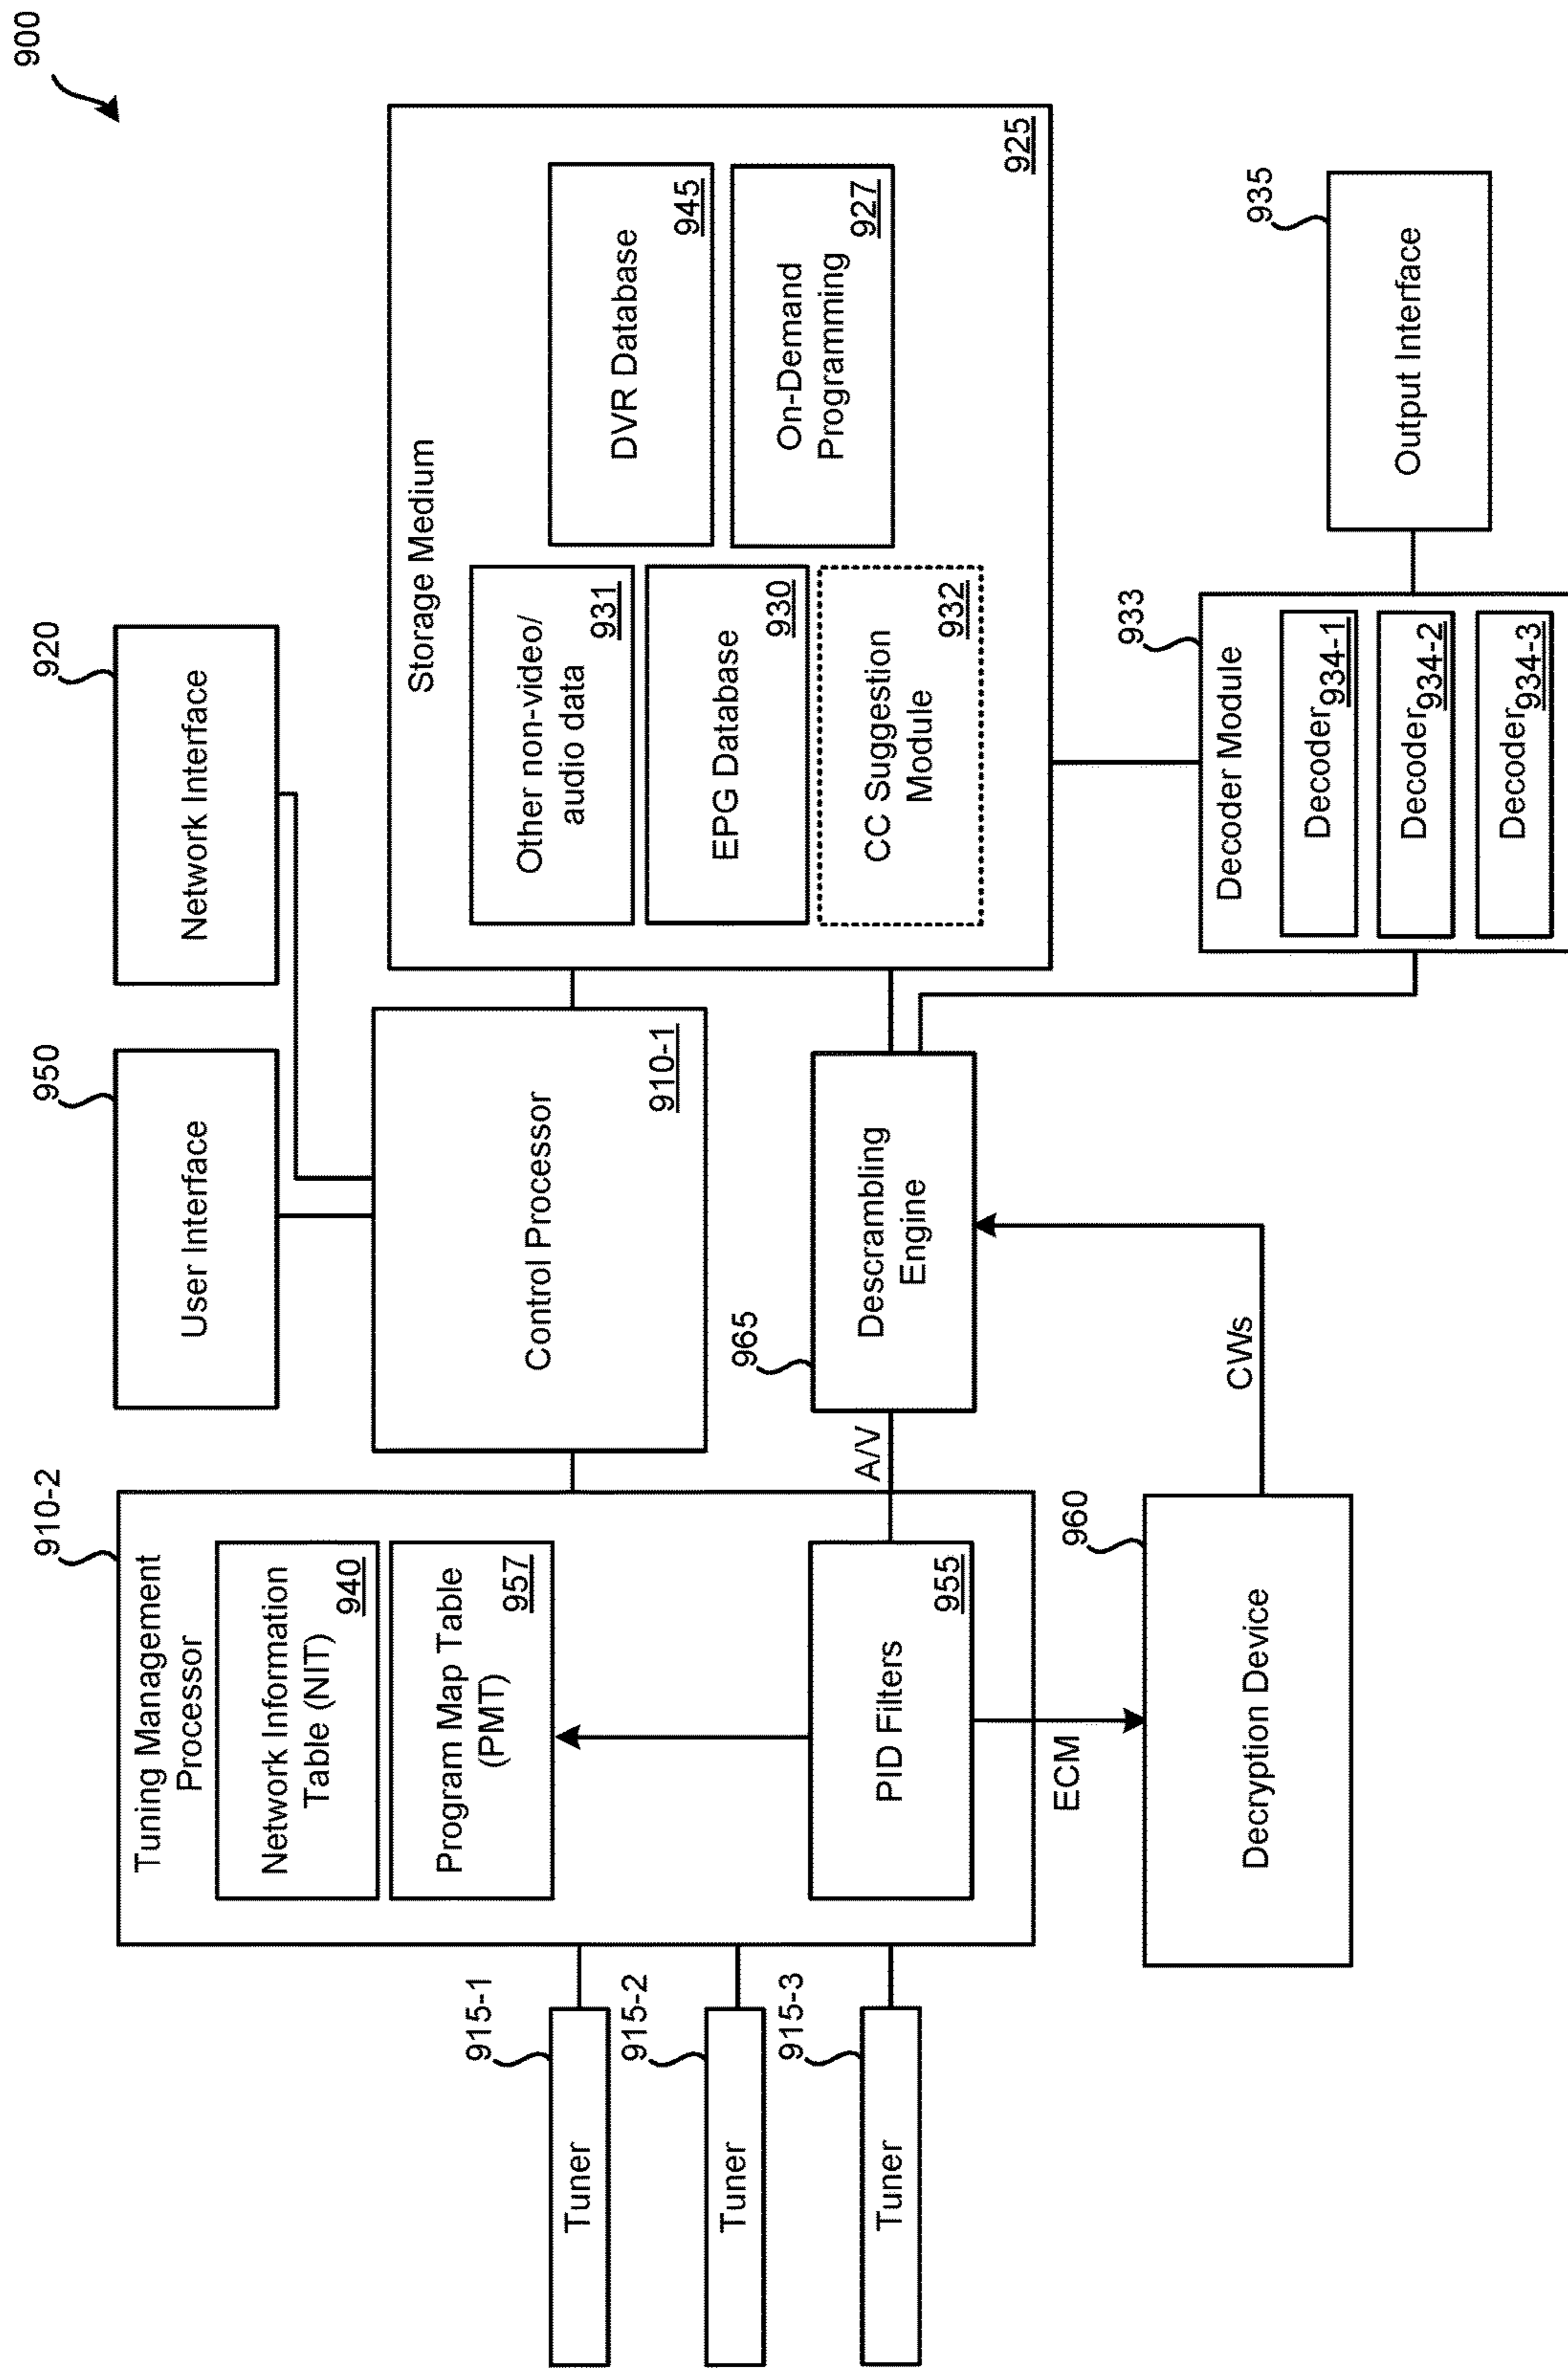 900
910-2
Tuning Management
Processor
Network Information
Table (NIT)
940
Program Map Table
(PMT)
957
PID Filters
955
915-1
Tuner
915-2
Tuner
915-3
Tuner
950
User Interface
920
Network Interface
Control Processor
910-1
Storage Medium
925
Other non-video/
audio data
931
EPG Database
930
CC Suggestion
Module
932
DVR Database
945
On-Demand
Programming
927
A/V
965
Descrambling
Engine
ECM
960
Decryption Device
CWs
933
Decoder Module
Decoder
934-1
Decoder
934-2
Decoder
934-3
935
Output Interface